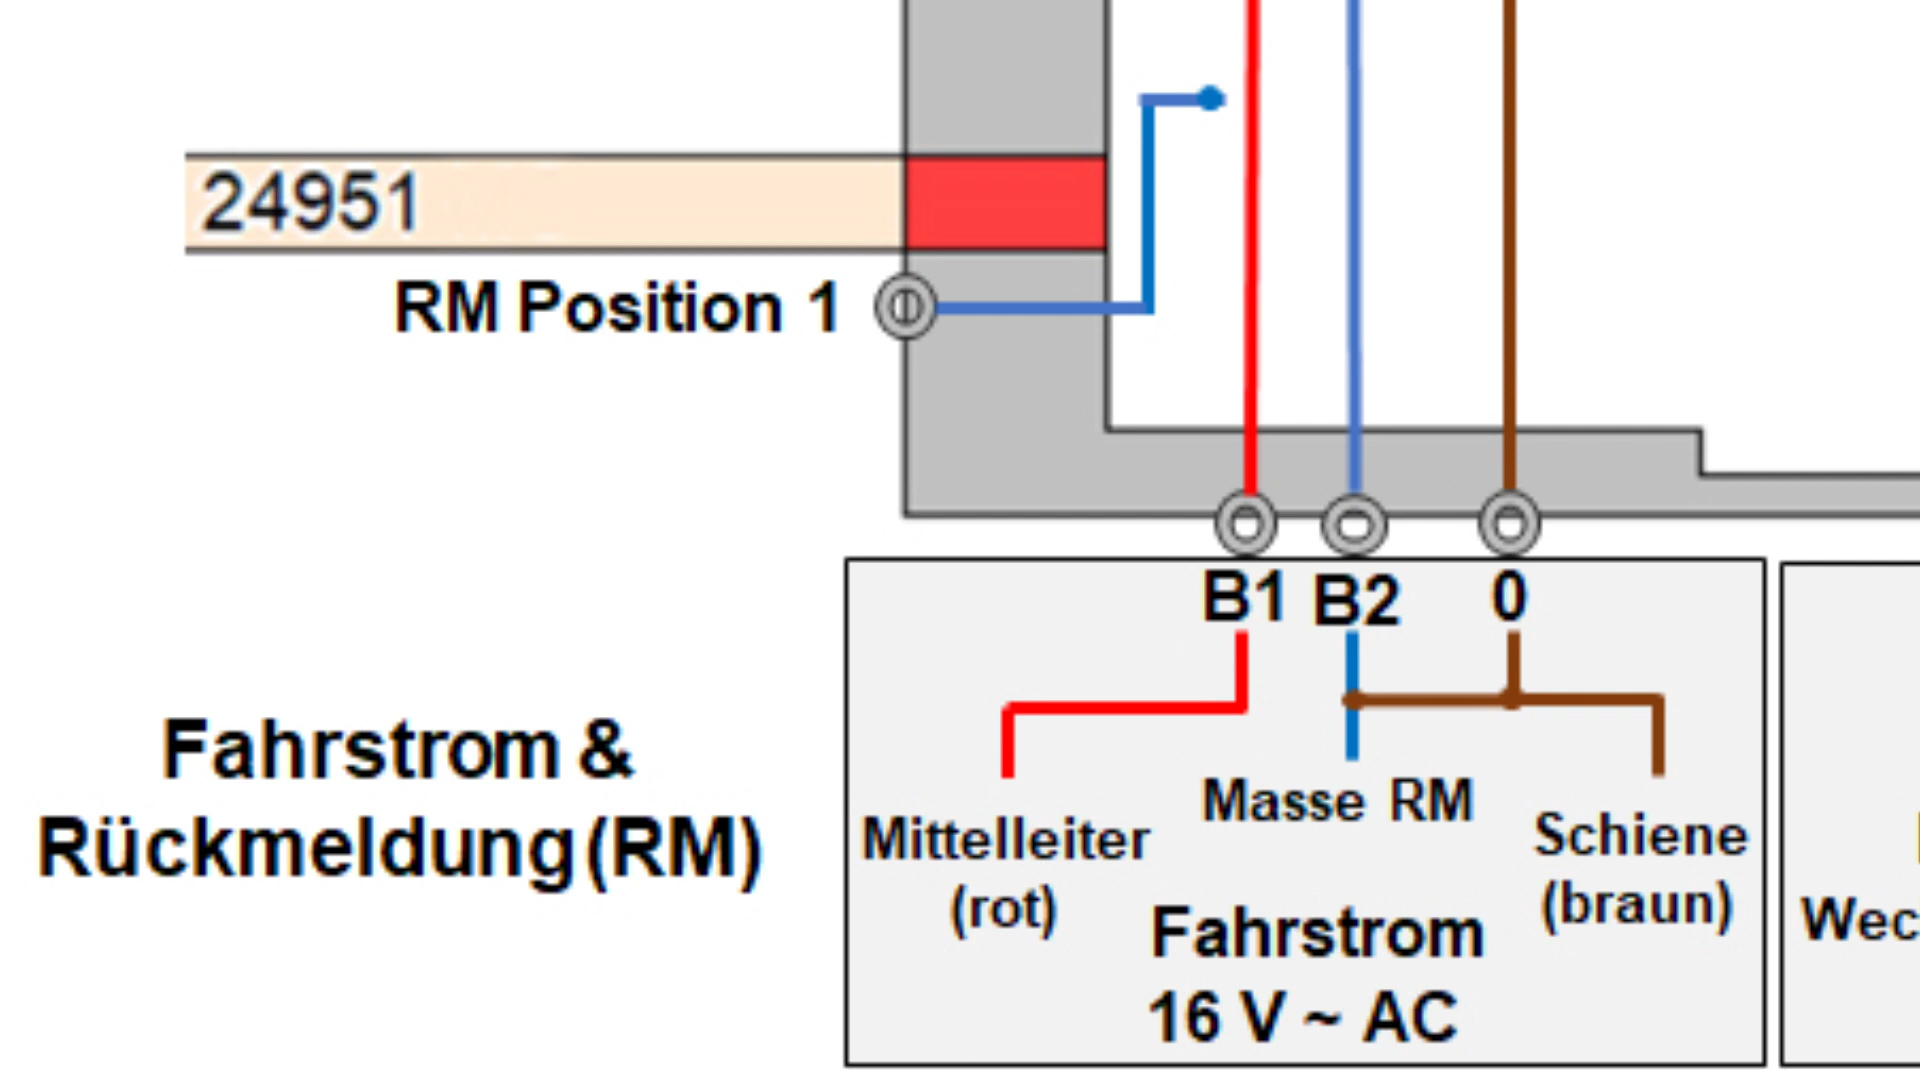 24951
RM Position 1
B1 B2 0
Fahrstrom &
Rückmeldung (RM)
Masse RM
Mittelleiter
(rot)
Schiene
(braun)
Fahrstrom
16 V ~ AC
Wec